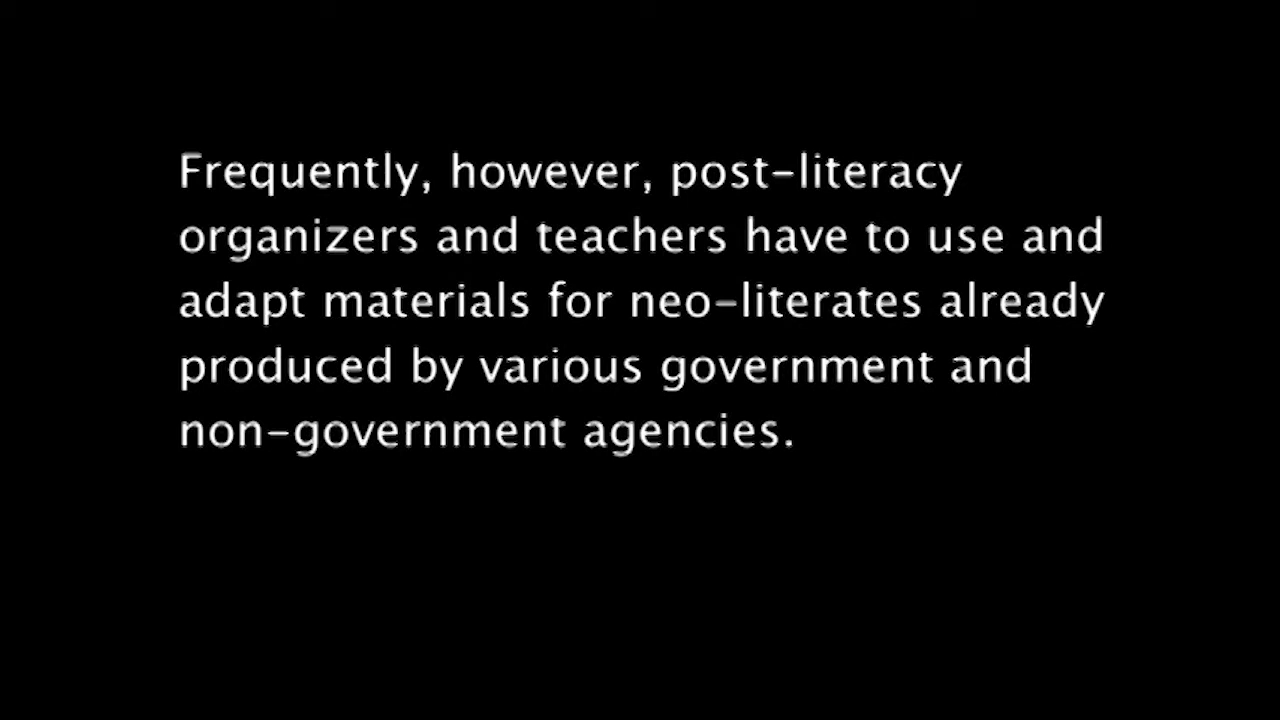 Frequently, however, post-literacy
organizers and teachers have to use and
adapt materials for neo-literates already
produced by various government and
non-government agencies.